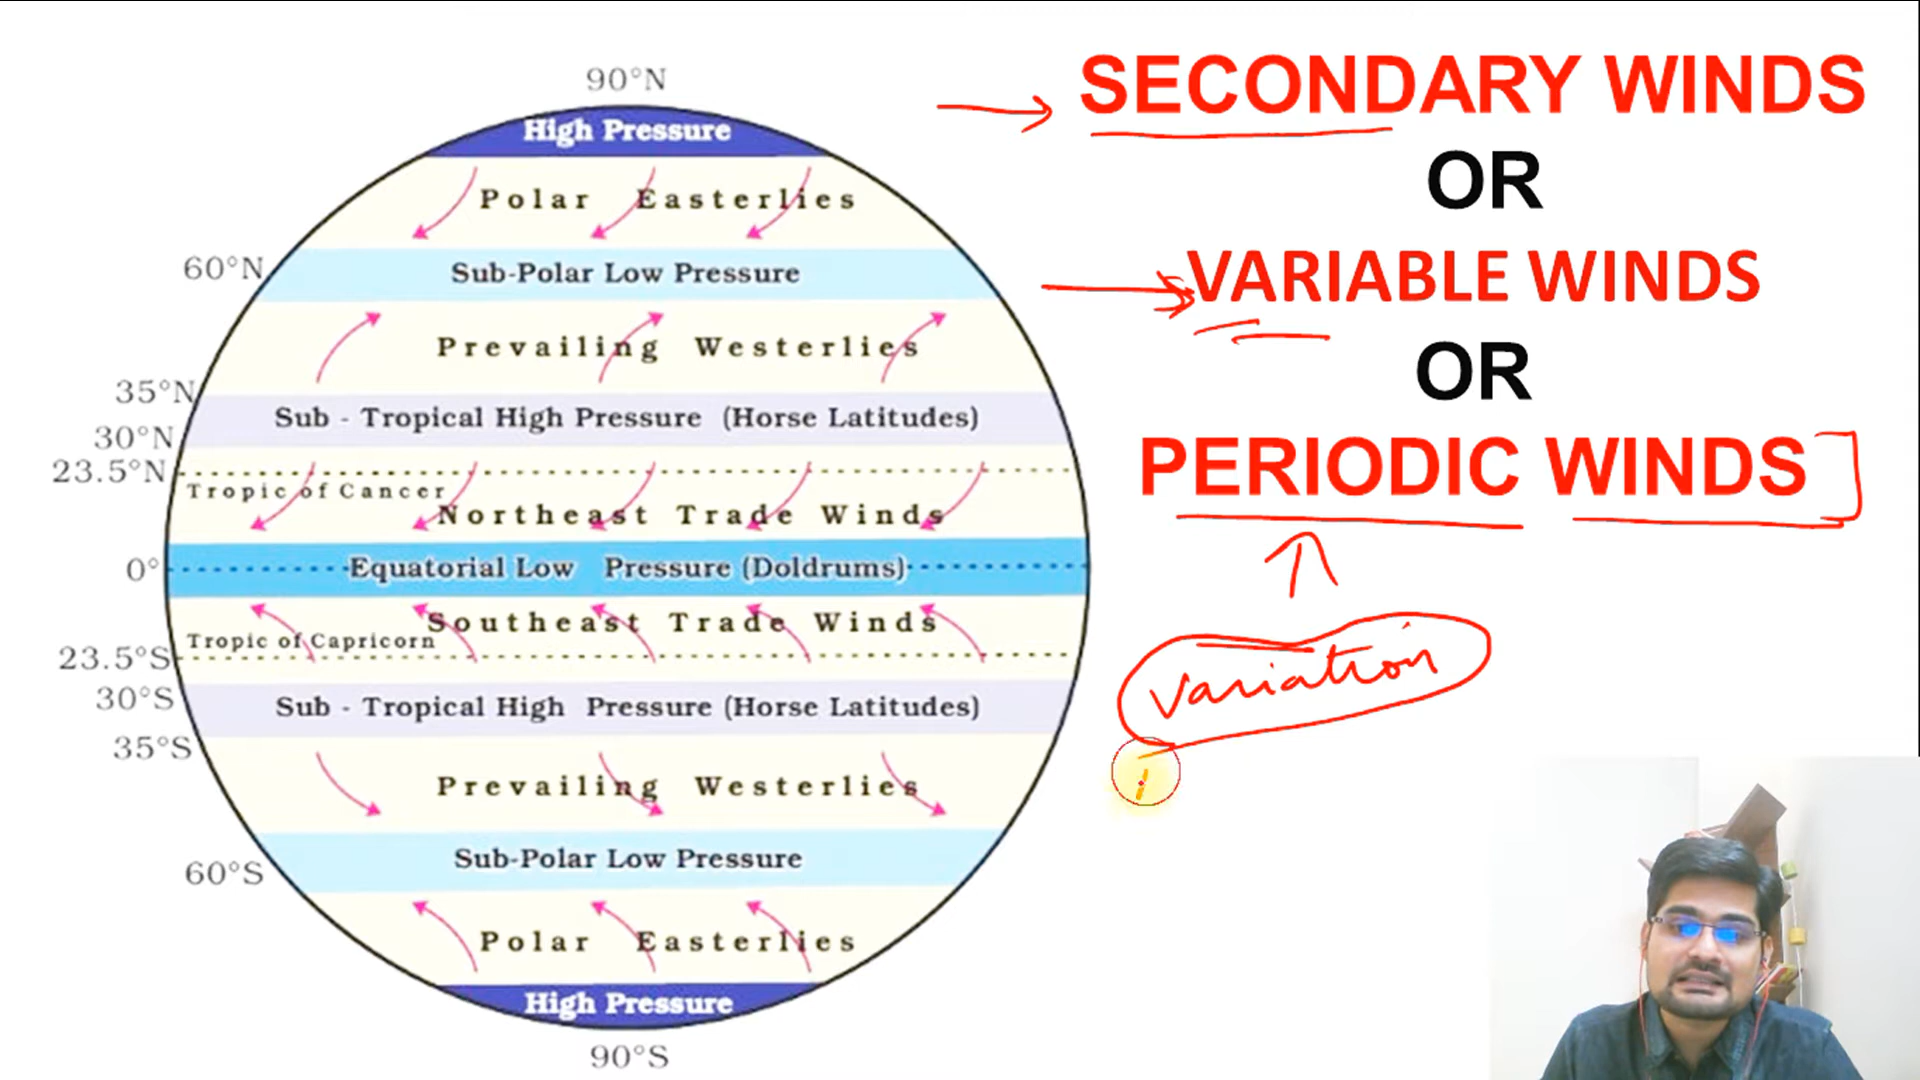 90°N
High Pressure
Polar Easterlies
60°N
Sub-Polar Low Pressure
Prevailing Westerlies
35°N
Sub - Tropical High Pressure (Horse Latitudes)
30°N
23.5°N
Tropic of Cancer
Northeast Trade Winds
0°
Equatorial Low Pressure (Doldrums)
Southeast Trade Winds
Tropic of Capricorn
23.5°S
30°S
Sub - Tropical High Pressure (Horse Latitudes)
35°S
Prevailing Westerlies
Sub-Polar Low Pressure
60°S
Polar Easterlies
High Pressure
90°S
SECONDARY WINDS
OR
VARIABLE WINDS
OR
PERIODIC WINDS
variation